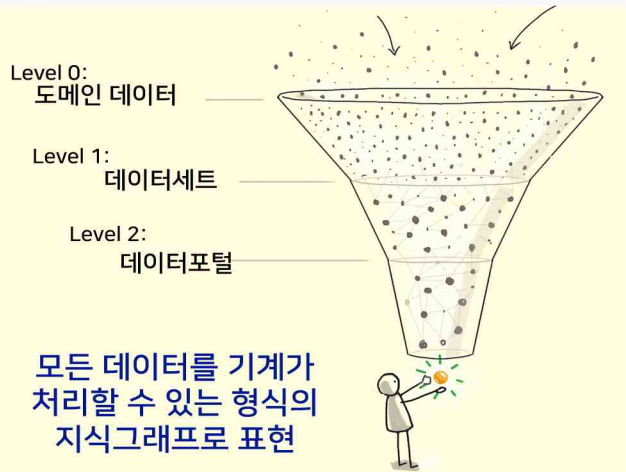 Level 0:
도메인 데이터
Level 1:
데이터세트
Level 2:
데이터포털
모든 데이터를 기계가
처리할 수 있는 형식의
지식그래프로 표현